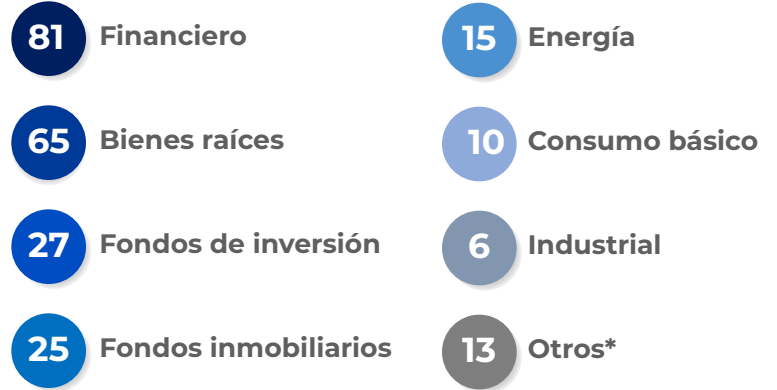 81 Financiero
65 Bienes raíces
27 Fondos de inversión
25 Fondos inmobiliarios
15 Energía
10 Consumo básico
6 Industrial
13 Otros*